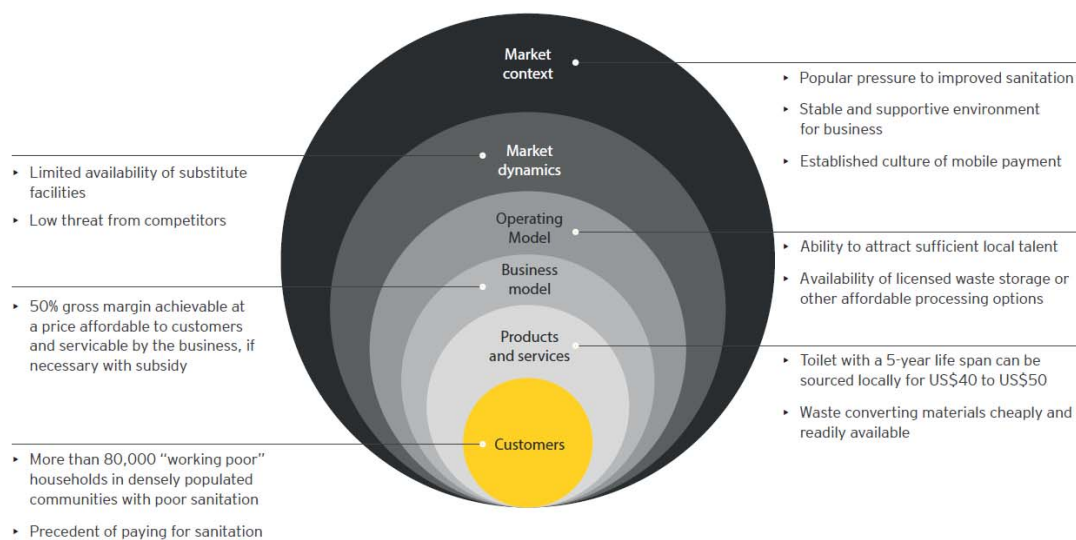 Market
context
▸ Popular pressure to improved sanitation
▸ Stable and supportive environment
for business
▸ Established culture of mobile payment
Market
dynamics
▸ Limited availability of substitute
facilities
▸ Low threat from competitors
Operating
Model
▸ Ability to attract sufficient local talent
▸ Availability of licensed waste storage or
other affordable processing options
Business
model
▸ 50% gross margin achievable at
a price affordable to customers
and servicable by the business, if
necessary with subsidy
Products
and services
▸ Toilet with a 5-year life span can be
sourced locally for US$40 to US$50
▸ Waste converting materials cheaply and
readily available
Customers
▸ More than 80,000 “working poor”
households in densely populated
communities with poor sanitation
▸ Precedent of paying for sanitation